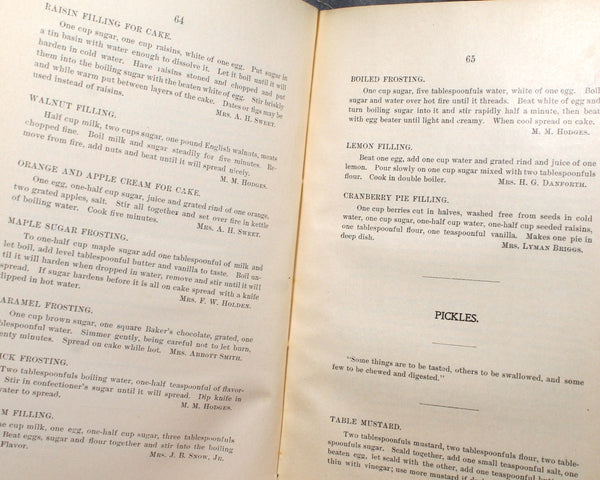 64
RAISIN FILLING FOR CAKE.
One cup sugar, one cup raisins, white of one egg. Put sugar in
a tin basin with water enough to dissolve it. Let it boil until it will
harden in cold water. Have raisins stoned and chopped and put
them into the boiling sugar with the beaten white of egg. Stir briskly
and while warm put between layers of the cake. Dates or figs may be
used instead of raisins.
MRS. A. H. SWEET.
WALNUT FILLING.
Half cup milk, two cups sugar, one pound English walnuts, meats
chopped fine. Boil milk and sugar steadily for five minutes. Re-
move from fire, add nuts and beat until it will spread nicely.
M. M. HODGES.
ORANGE AND APPLE CREAM FOR CAKE.
One egg, one-half cup sugar, juice and grated rind of one orange,
two grated apples, salt. Stir all together and set over fire in kettle
of boiling water. Cook five minutes.
MRS. A. H. SWEET.
MAPLE SUGAR FROSTING.
To one-half cup maple sugar add one tablespoonful of milk and
let boil, add level tablespoonful butter and vanilla to taste. Boil un-
til it will harden when dropped in water, remove and stir until it will
spread. If sugar hardens before it is all on cake spread with a knife
dipped in hot water.
MRS. F. W. HOLDEN.
ARAMEL FROSTING.
One cup brown sugar, one square Baker's chocolate, grated, one
ablespoonful water. Simmer gently, being careful not to let burn,
enty minutes. Spread on cake while hot. MRS. ABBOTT SMITH.
ICK FROSTING.
Two tablespoonfuls boiling water, one-half teaspoonful of flavor-
Stir in confectioner's sugar until it will spread. Dip knife in
water to spread.
M. M. HODGES.
M FILLING.
ne cup milk, one egg, one-half cup sugar, three tablespoonfuls
Beat eggs, sugar and flour together and stir into the boiling
Flavor.
MRS. J. B. SNOW, JR.
65
BOILED FROSTING.
One cup sugar, five tablespoonfuls water, white of one egg. Boil
sugar and water over hot fire until it threads. Beat white of egg and
turn boiling sugar into it and stir rapidly half a minute, then beat
with egg beater until light and creamy. When cool spread on cake.
M. M. HODGES.
LEMON FILLING.
Beat one egg, add one cup water and grated rind and juice of one
lemon. Pour slowly on one cup sugar mixed with two tablespoonfuls
flour. Cook in double boiler. MRS. H. G. DANFORTH.
CRANBERRY PIE FILLING.
One cup berries cut in halves, washed free from seeds in cold
water, one cup sugar, one-half cup water, one-half cup seeded raisins,
one tablespoonful flour, one teaspoonful vanilla. Makes one pie in
deep dish.
MRS. LYMAN BRIGGS.
PICKLES.
"Some things are to be tasted, others to be swallowed, and some
few to be chewed and digested."
TABLE MUSTARD.
Two tablespoonfuls mustard, two tablespoonfuls flour, two table-
spoonfuls sugar. Scald together, add one small teaspoonful salt, one
beaten egg, let scald with the other, add one teaspoonful butt
thin with vinegar; use more mustard if